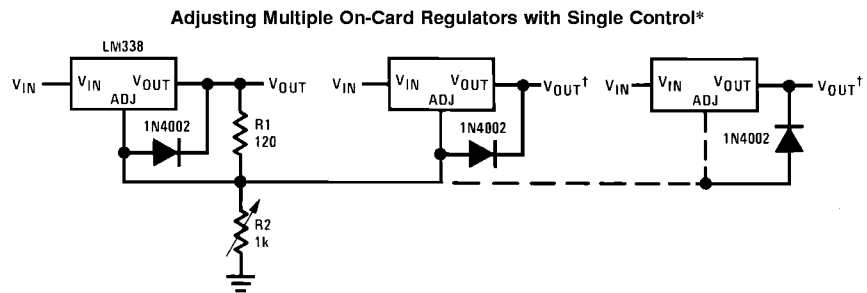 Adjusting Multiple On-Card Regulators with Single Control*
LM338
VIN VIN VOUT VOUT VIN VIN VOUT VOUT† VIN VIN VOUT VOUT†
ADJ ADJ ADJ
1N4002 R1 1N4002 1N4002
120
R2
1k